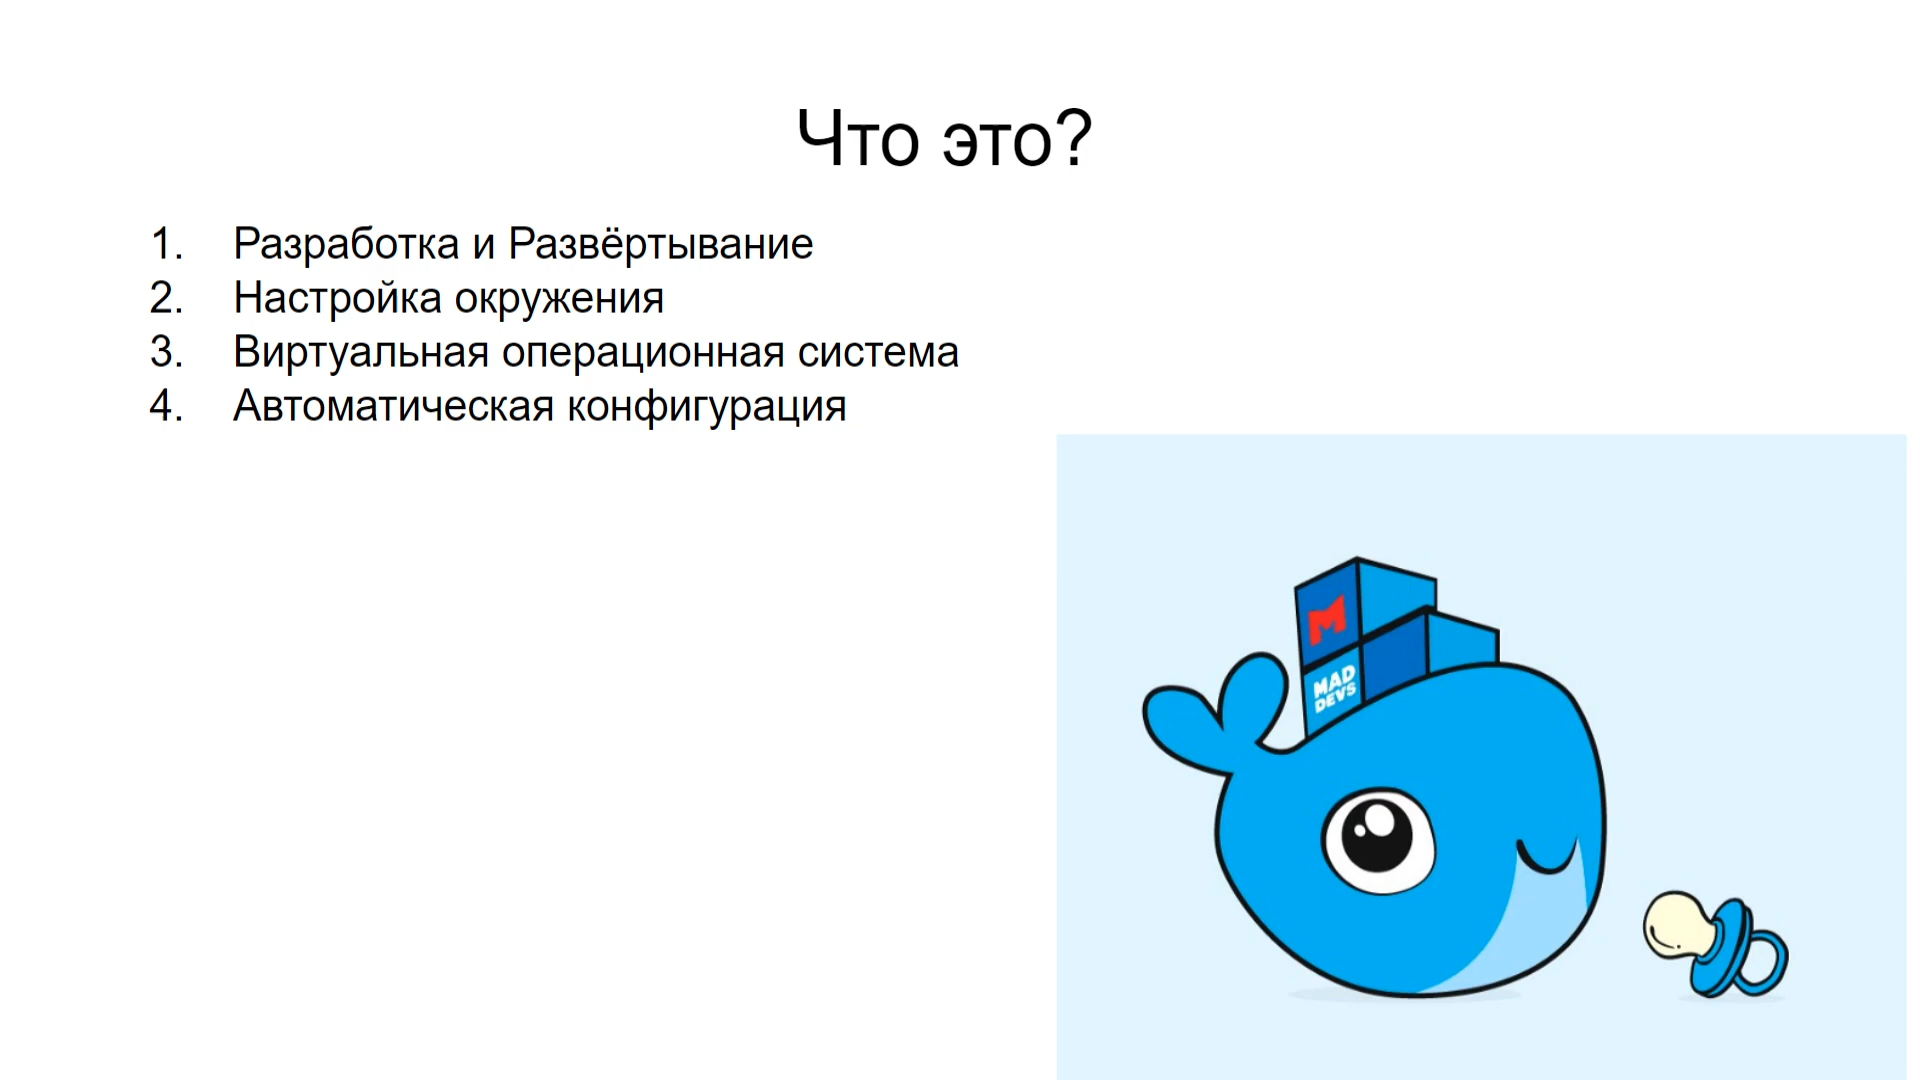 Что это?
1. Разработка и Развёртывание
2. Настройка окружения
3. Виртуальная операционная система
4. Автоматическая конфигурация
M
MAD
DEVS